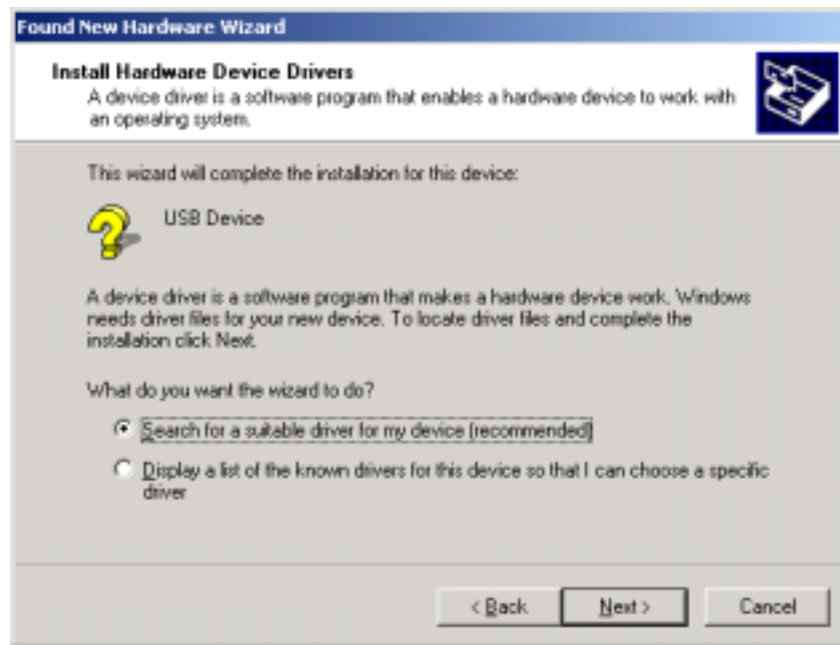 Found New Hardware Wizard
Install Hardware Device Drivers
A device driver is a software program that enables a hardware device to work with
an operating system.
This wizard will complete the installation for this device:
USB Device
A device driver is a software program that makes a hardware device work. Windows
needs driver files for your new device. To locate driver files and complete the
installation click Next.
What do you want the wizard to do?
Search for a suitable driver for my device (recommended)
Display a list of the known drivers for this device so that I can choose a specific
driver
< Back
Next >
Cancel